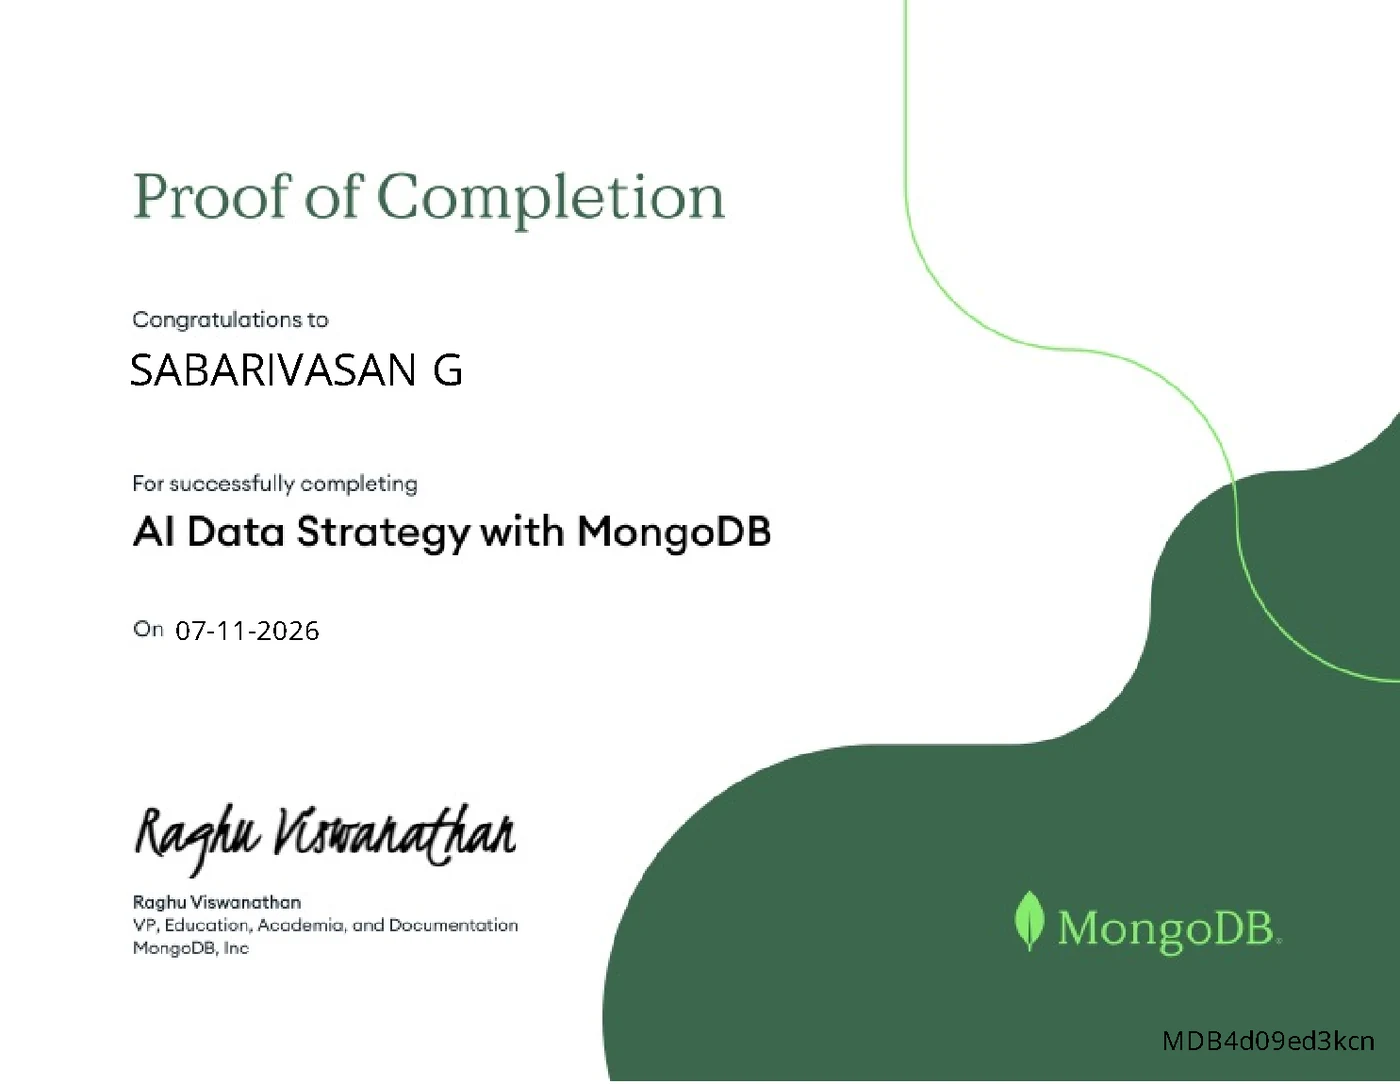 Proof of Completion
Congratulations to
SABARIVASAN G
For successfully completing
AI Data Strategy with MongoDB
On 07-11-2026
Raghu Viswanathan
Raghu Viswanathan
VP, Education, Academia, and Documentation
MongoDB, Inc
MongoDB®
MDB4d09ed3kcn